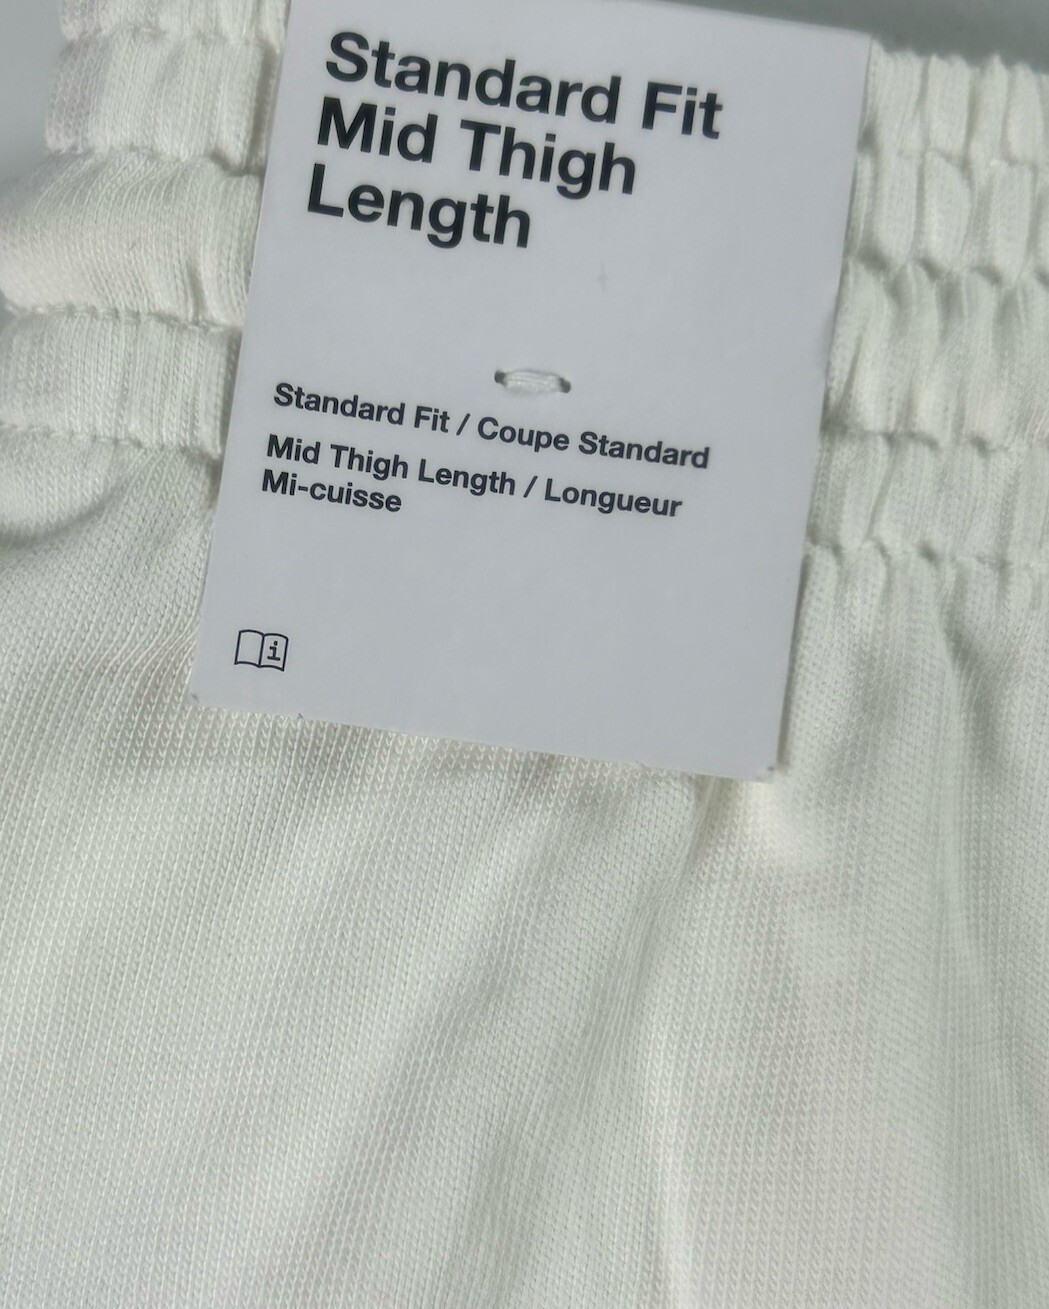 Standard Fit
Mid Thigh
Length
Standard Fit / Coupe Standard
Mid Thigh Length / Longueur
Mi-cuisse
i